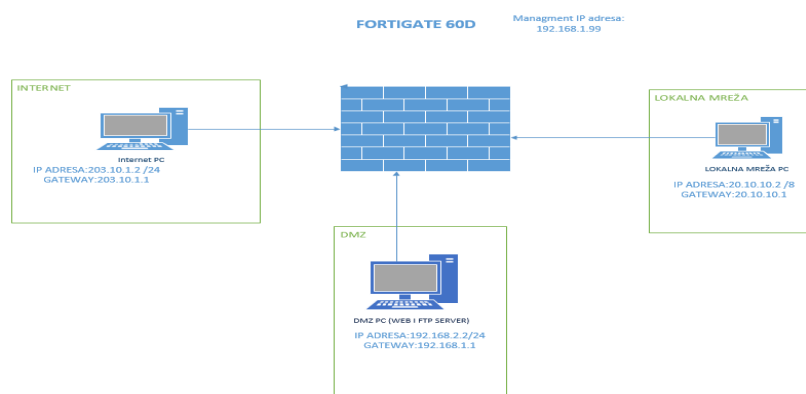 FORTIGATE 60D
Managment IP adresa:
192.168.1.99
INTERNET
Internet PC
IP ADRESA:203.10.1.2 /24
GATEWAY:203.10.1.1
LOKALNA MREŽA
LOKALNA MREŽA PC
IP ADRESA:20.10.10.2 /8
GATEWAY:20.10.10.1
DMZ
DMZ PC (WEB I FTP SERVER)
IP ADRESA:192.168.2.2/24
GATEWAY:192.168.1.1